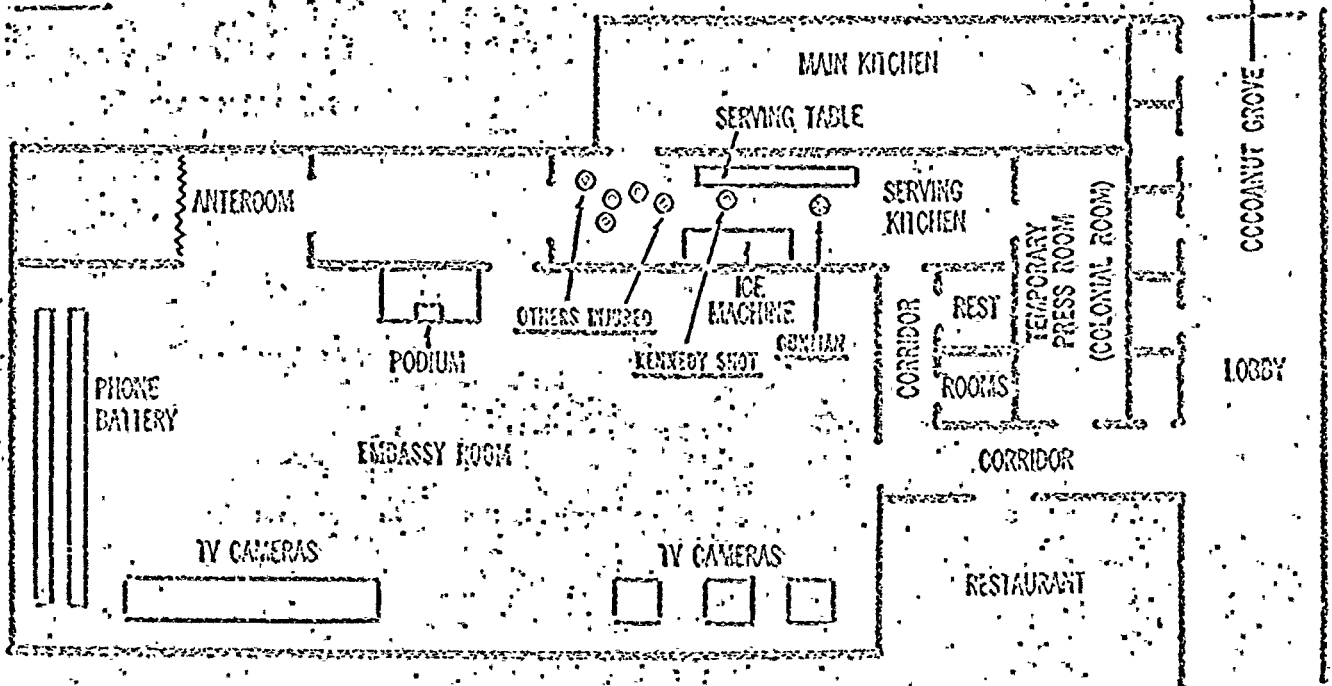 MAIN KITCHEN
SERVING TABLE
ANTEROOM
SERVING
KITCHEN
TEMPORARY
PRESS ROOM
(COLONIAL ROOM)
COCOANUT GROVE
ICE
MACHINE
OTHERS INJURED
KENNEDY SHOT
GUNMAN
PODIUM
CORRIDOR
REST
ROOMS
LOBBY
PHONE
BATTERY
EMBASSY ROOM
CORRIDOR
TV CAMERAS
TV CAMERAS
RESTAURANT